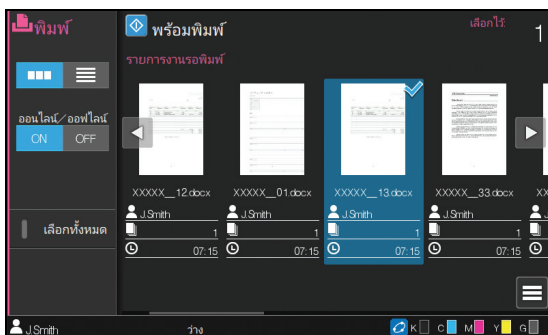 พิมพ์
พร้อมพิมพ์
เลือกไว้:
1
รายการงานรอพิมพ์
ออนไลน์/ออฟไลน์
ON OFF
เลือกทั้งหมด
XXXXX__12.docx XXXXX__01.docx XXXXX__13.docx XXXXX__33.docx XX
J.Smith J.Smith J.Smith J.Smith
1 1 1 1
07:15 07:15 07:15 07:15
J.Smith ว่าง K C M Y G